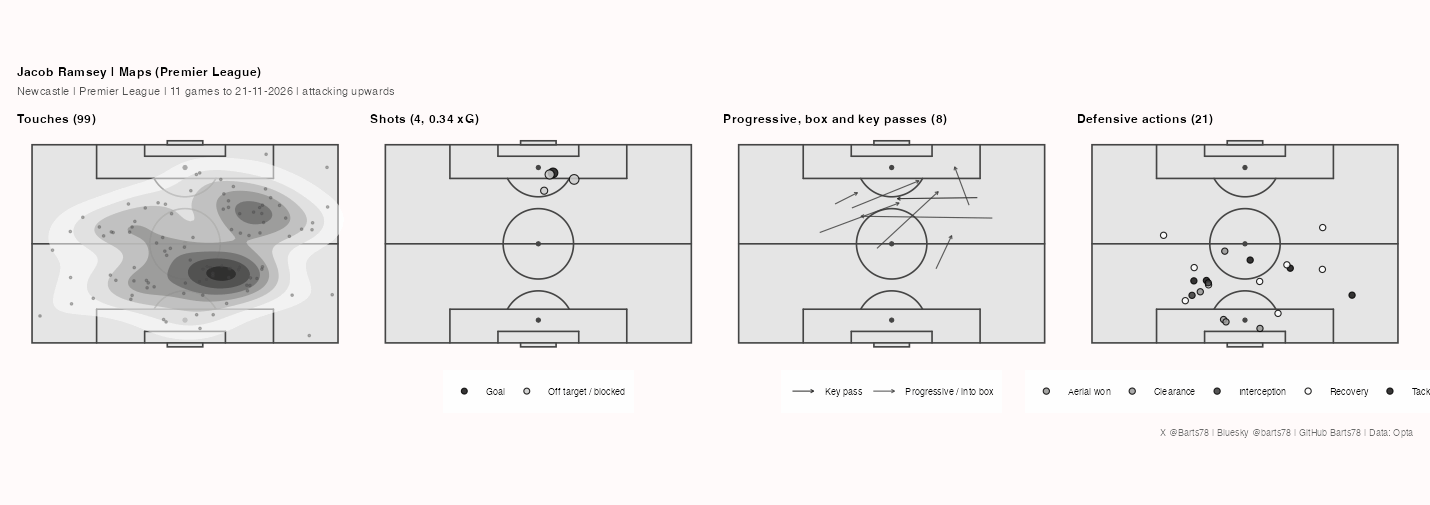 Jacob Ramsey | Maps (Premier League)
Newcastle | Premier League | 11 games to 21-11-2026 | attacking upwards
Touches (99)
Shots (4, 0.34 xG)
Progressive, box and key passes (8)
Defensive actions (21)
Goal
Off target / blocked
Key pass
Progressive / into box
Aerial won
Clearance
Interception
Recovery
Tack
X @Barts78 | Bluesky @barts78 | GitHub Barts78 | Data: Opta